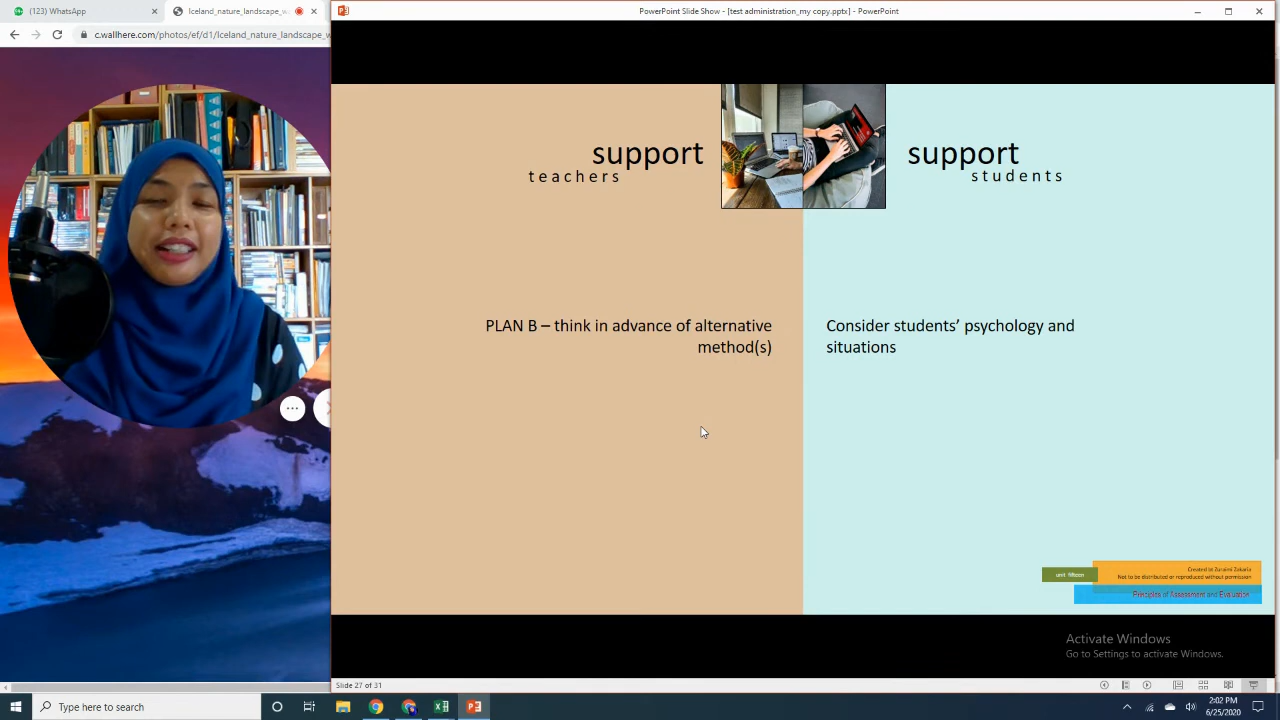 (123) WhatsApp
Iceland_nature_landscape_w
PowerPoint Slide Show - [test administration_my copy.pptx] - PowerPoint
c.wallhere.com/photos/ef/d1/Iceland_nature_landscape_w
support
teachers
support
students
PLAN B – think in advance of alternative
method(s)
Consider students’ psychology and
situations
unit fifteen
Created by Zuraimi Zakaria
Not to be distributed or reproduced without permission
Principles of Assessment and Evaluation
Activate Windows
Go to Settings to activate Windows.
Slide 27 of 31
Type here to search
2:02 PM
6/25/2020